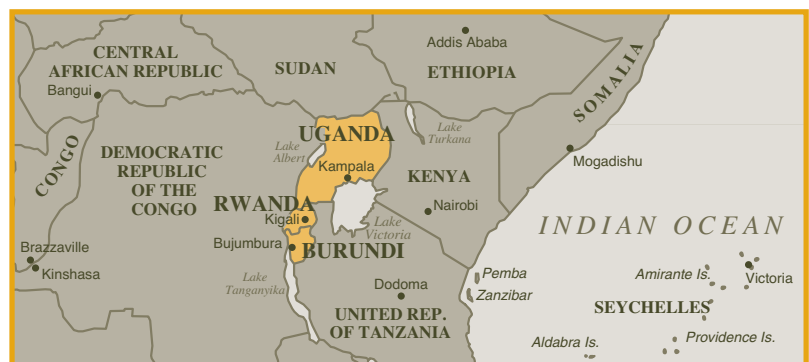 Addis Ababa
CENTRAL
AFRICAN REPUBLIC
SUDAN
ETHIOPIA
SOMALIA
Bangui
UGANDA
Lake
Turkana
Lake
Albert
DEMOCRATIC
REPUBLIC
OF THE
CONGO
CONGO
Mogadishu
Kampala
KENYA
RWANDA
Kigali
Nairobi
Lake
Victoria
INDIAN OCEAN
Brazzaville
Kinshasa
Bujumbura
BURUNDI
Lake
Tanganyika
Dodoma
Pemba
Zanzibar
Amirante Is.
Victoria
SEYCHELLES
UNITED REP.
OF TANZANIA
Aldabra Is.
Providence Is.